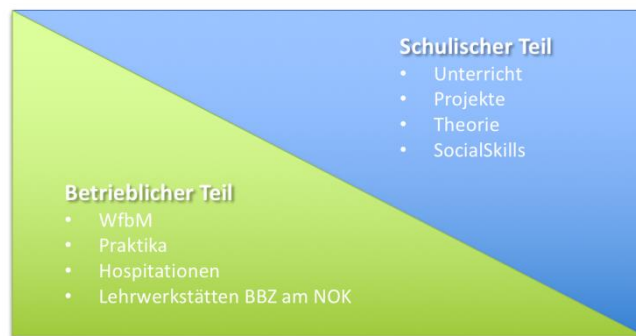 Schulischer Teil
• Unterricht
• Projekte
• Theorie
• SocialSkills
Betrieblicher Teil
• WfbM
• Praktika
• Hospitationen
• Lehrwerkstätten BBZ am NOK